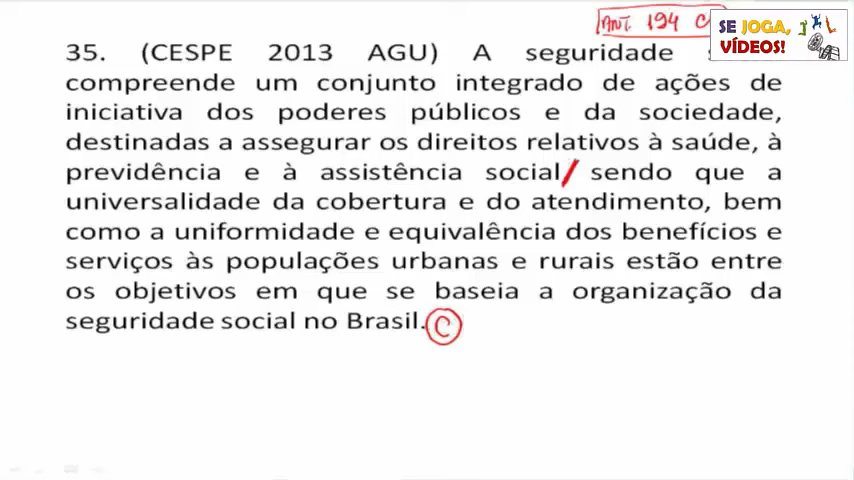 ANT. 194 C
SE JOGA,
VÍDEOS!
35. (CESPE 2013 AGU) A seguridade
compreende um conjunto integrado de ações de
iniciativa dos poderes públicos e da sociedade,
destinadas a assegurar os direitos relativos à saúde, à
previdência e à assistência social/ sendo que a
universalidade da cobertura e do atendimento, bem
como a uniformidade e equivalência dos benefícios e
serviços às populações urbanas e rurais estão entre
os objetivos em que se baseia a organização da
seguridade social no Brasil. C